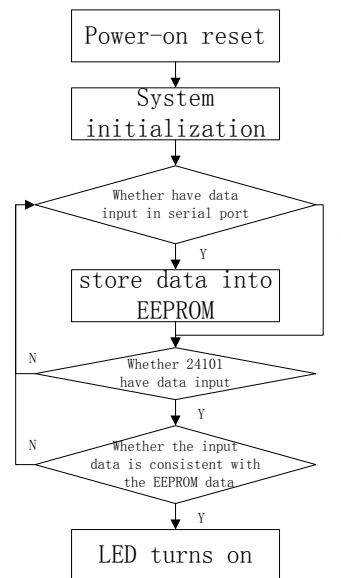 Power-on reset
System
initialization
Whether have data
input in serial port
Y
store data into
EEPROM
Whether 24101
have data input
N
Y
Whether the input
data is consistent with
the EEPROM data
N
Y
LED turns on